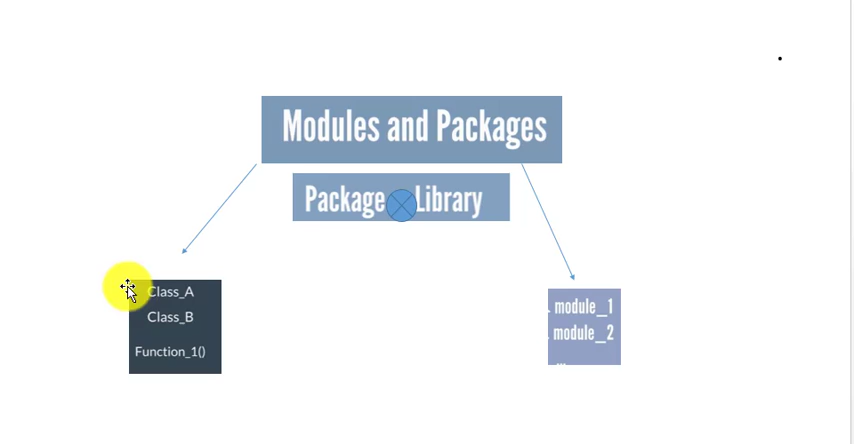 Modules and Packages
Package Library
Class_A
Class_B
Function_1()
. module_1
. module_2